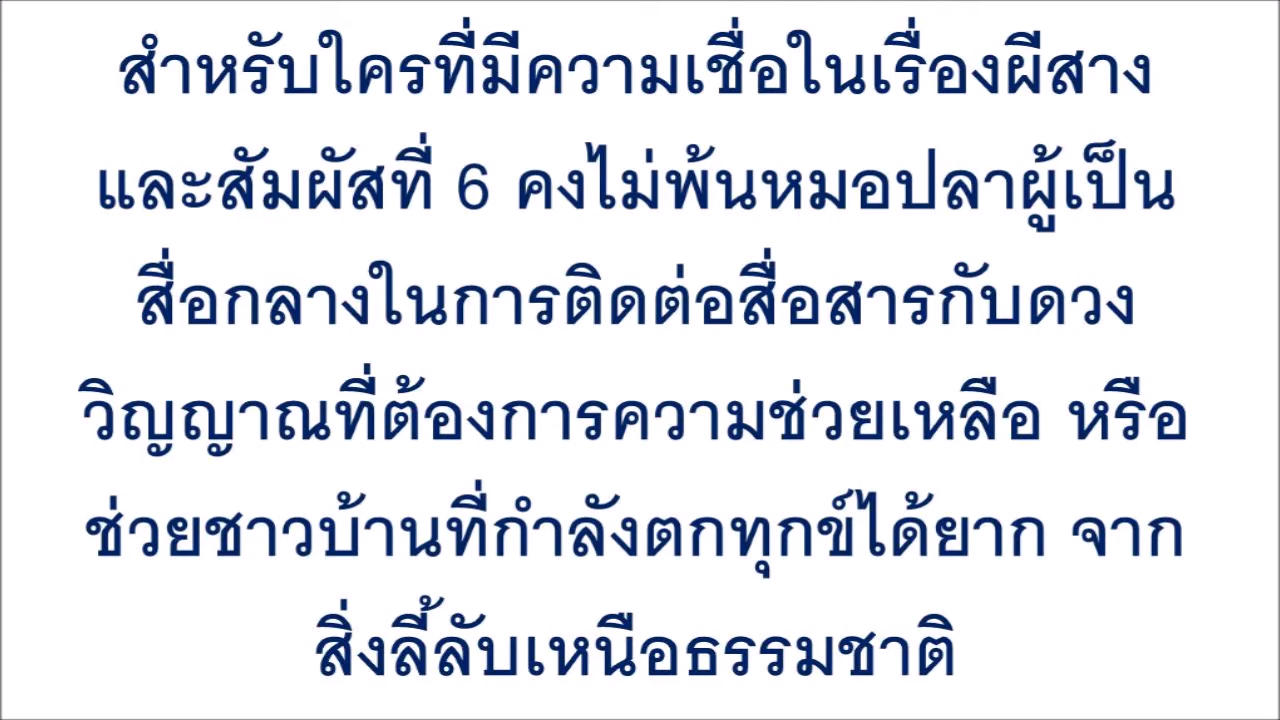 สำหรับใครที่มีความเชื่อในเรื่องผีสาง
และสัมผัสที่ 6 คงไม่พ้นหมอปลาผู้เป็น
สื่อกลางในการติดต่อสื่อสารกับดวง
วิญญาณที่ต้องการความช่วยเหลือ หรือ
ช่วยชาวบ้านที่กำลังตกทุกข์ได้ยาก จาก
สิ่งลี้ลับเหนือธรรมชาติ